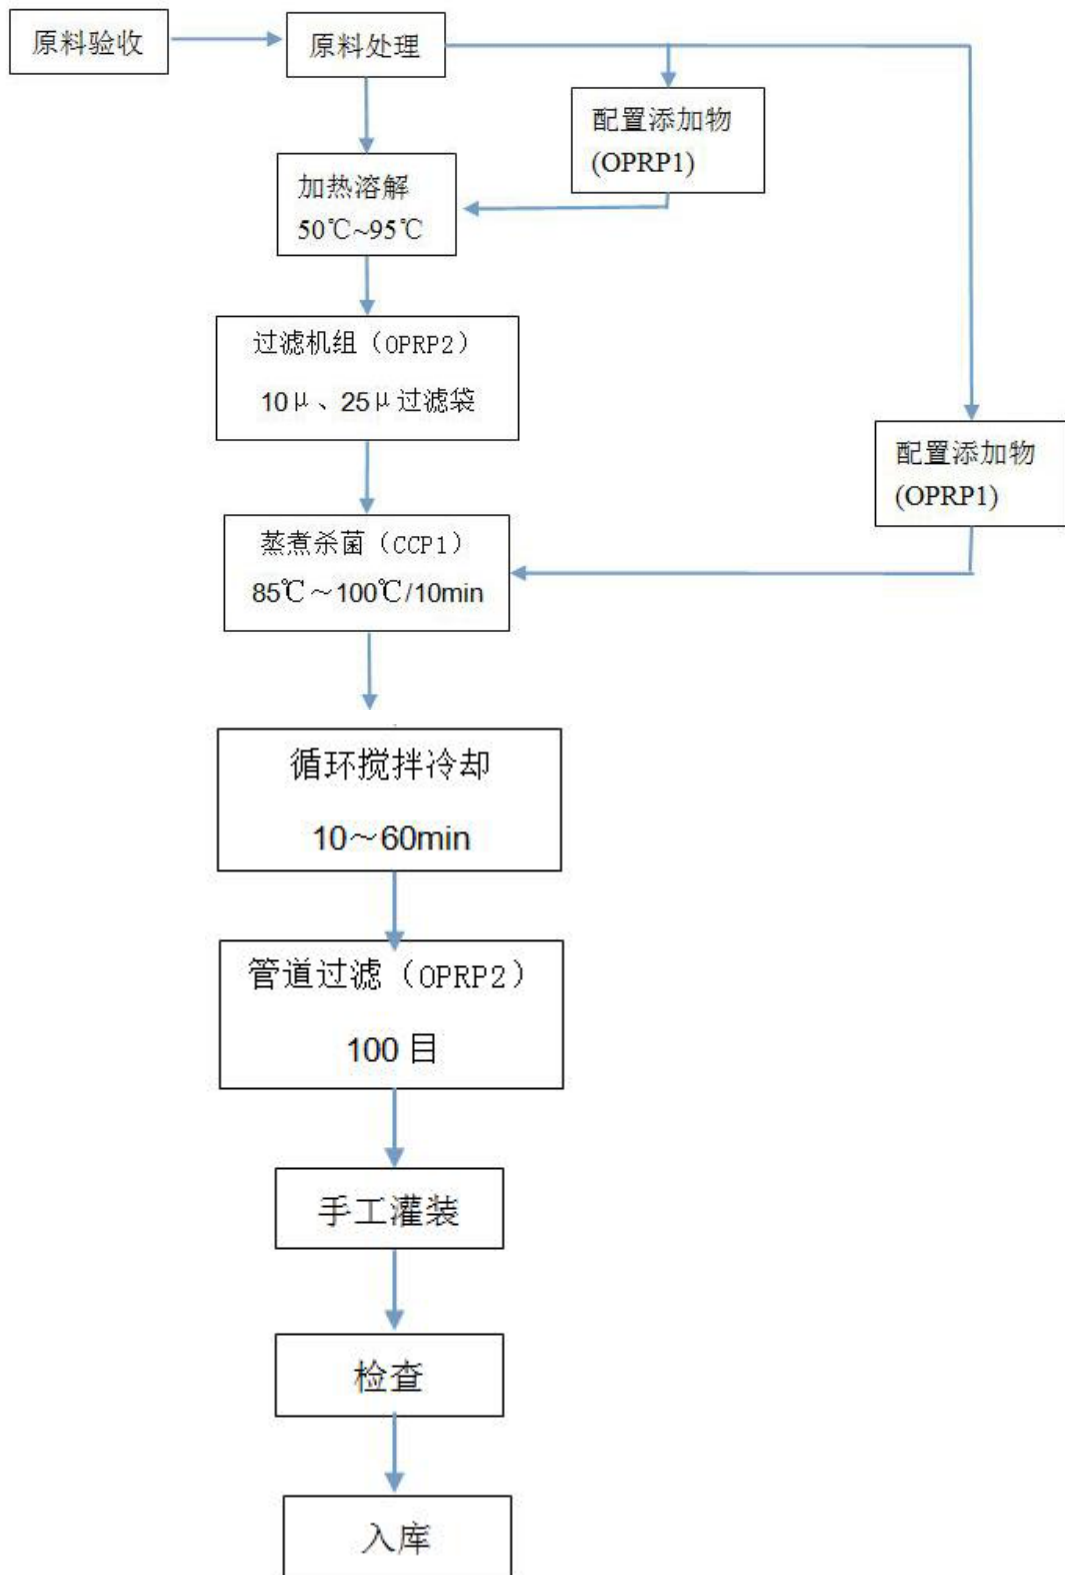 原料验收
原料处理
配置添加物
(OPRP1)
加热溶解
50℃~95℃
过滤机组（OPRP2）
10μ、25μ过滤袋
配置添加物
(OPRP1)
蒸煮杀菌（CCP1）
85℃～100℃/10min
循环搅拌冷却
10～60min
管道过滤（OPRP2）
100 目
手工灌装
检查
入库